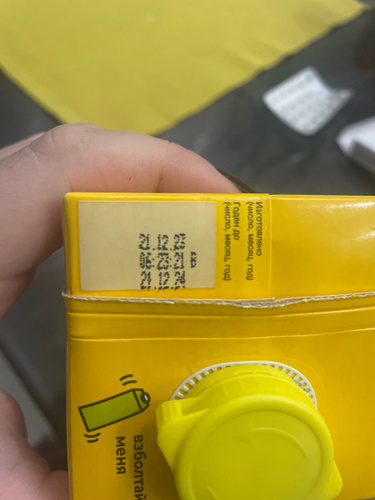 21.12.23
06:23:21 В
21.12.24
Изготовлено
(число, месяц, год)
Годен до
(число, месяц, год)
взболтай
меня